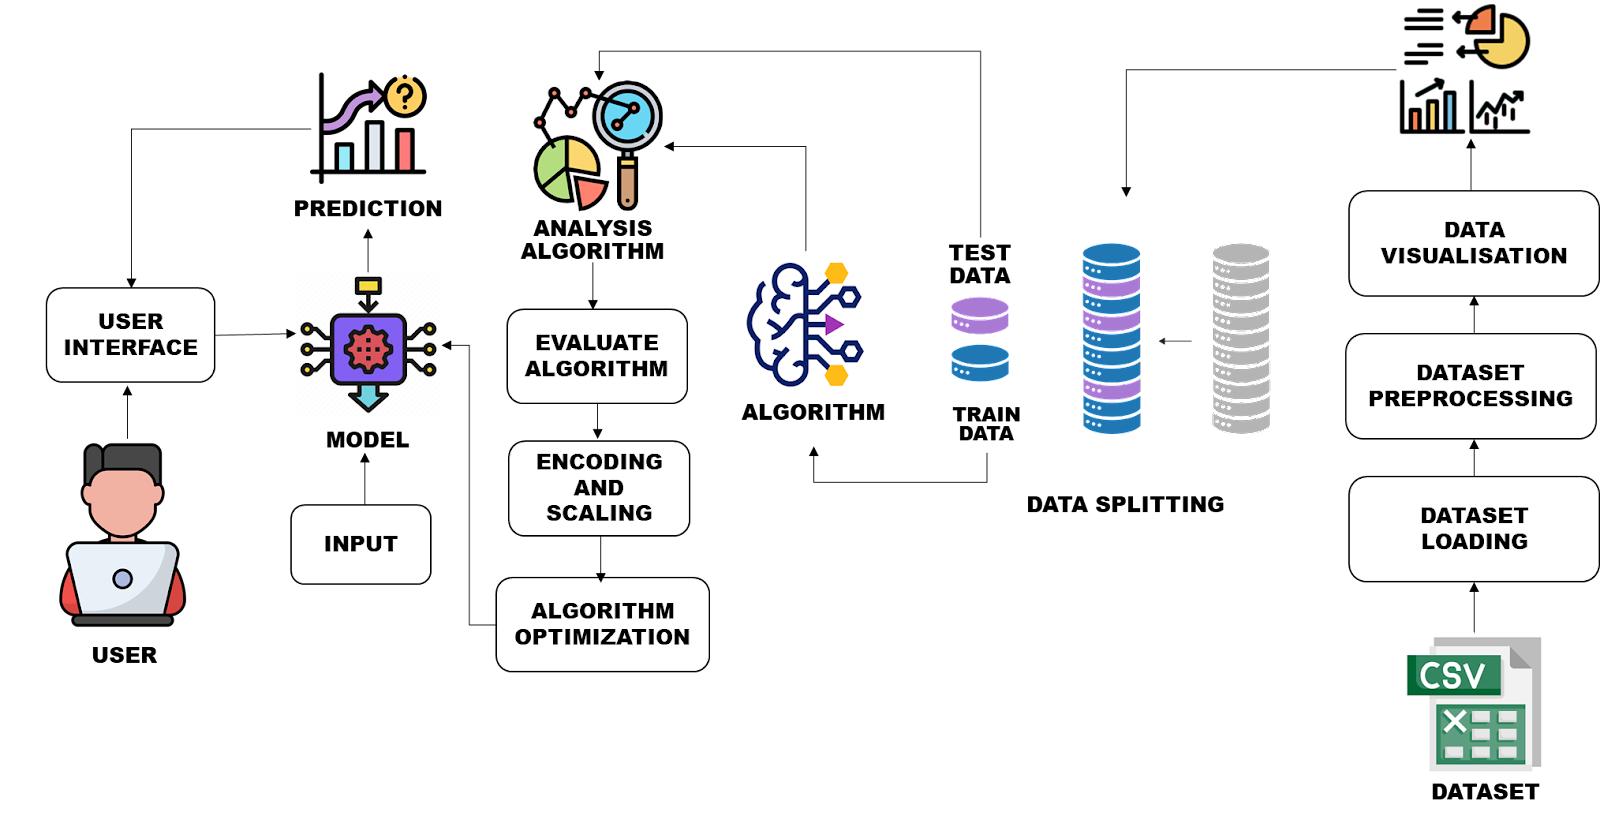 PREDICTION
USER
INTERFACE
USER
MODEL
INPUT
ANALYSIS
ALGORITHM
EVALUATE
ALGORITHM
ENCODING
AND
SCALING
ALGORITHM
OPTIMIZATION
ALGORITHM
TEST
DATA
TRAIN
DATA
DATA SPLITTING
DATA
VISUALISATION
DATASET
PREPROCESSING
DATASET
LOADING
CSV
DATASET
?